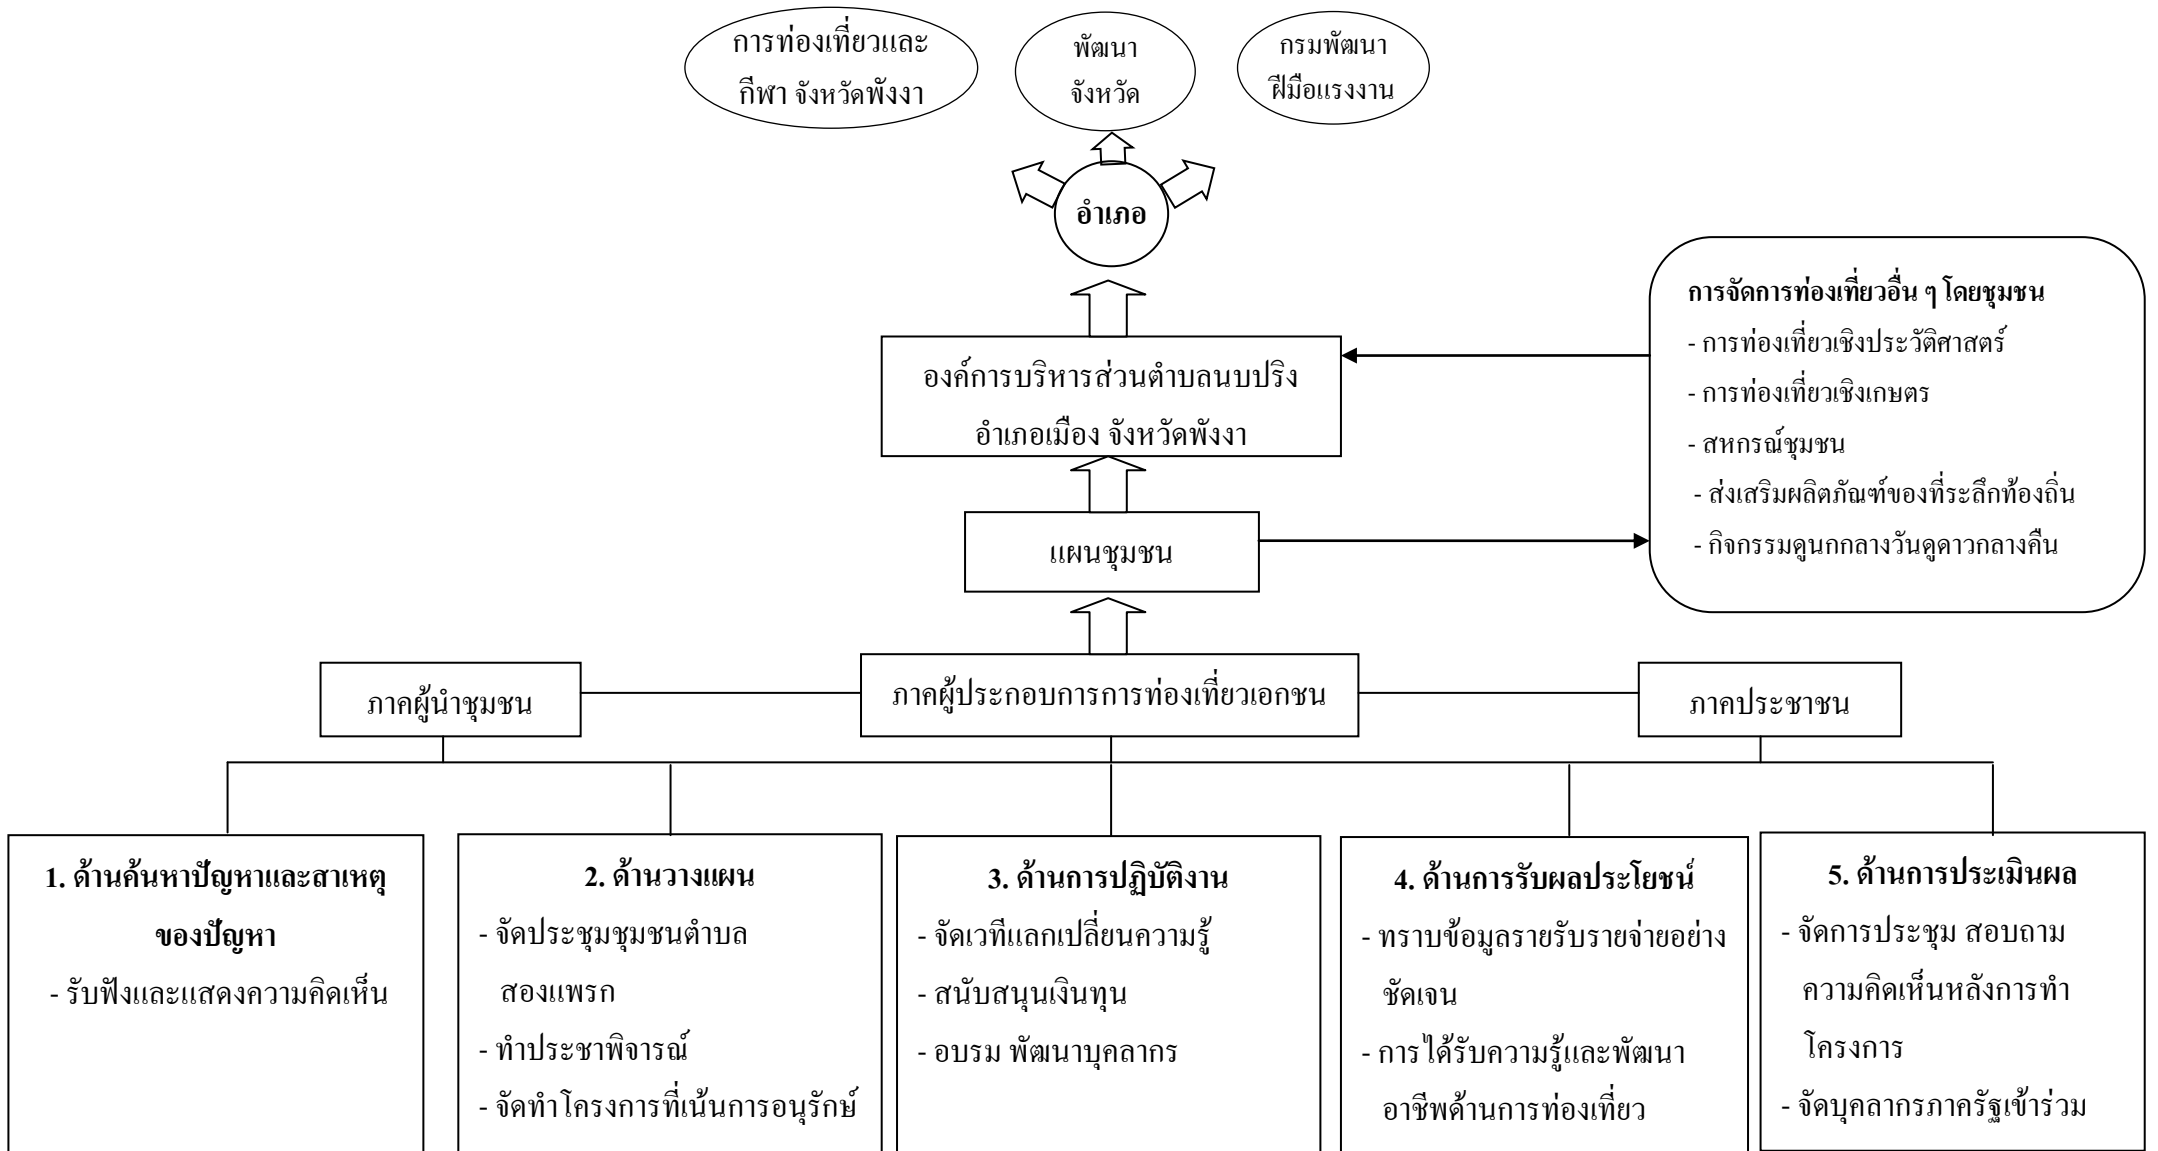 การท่องเที่ยวและ
กีฬา จังหวัดพังงา
พัฒนา
จังหวัด
กรมพัฒนา
ฝีมือแรงงาน
อำเภอ
องค์การบริหารส่วนตำบลนบปริง
อำเภอเมือง จังหวัดพังงา
การจัดการท่องเที่ยวอื่น ๆ โดยชุมชน
- การท่องเที่ยวเชิงประวัติศาสตร์
- การท่องเที่ยวเชิงเกษตร
- สหกรณ์ชุมชน
- ส่งเสริมผลิตภัณฑ์ของที่ระลึกท้องถิ่น
- กิจกรรมดูนกกลางวันดูดาวกลางคืน
แผนชุมชน
ภาคผู้นำชุมชน
ภาคผู้ประกอบการการท่องเที่ยวเอกชน
ภาคประชาชน
1. ด้านค้นหาปัญหาและสาเหตุ
ของปัญหา
- รับฟังและแสดงความคิดเห็น
2. ด้านวางแผน
- จัดประชุมชุมชนตำบล
สองแพรก
- ทำประชาพิจารณ์
- จัดทำโครงการที่เน้นการอนุรักษ์
3. ด้านการปฏิบัติงาน
- จัดเวทีแลกเปลี่ยนความรู้
- สนับสนุนเงินทุน
- อบรม พัฒนาบุคลากร
4. ด้านการรับผลประโยชน์
- ทราบข้อมูลรายรับรายจ่ายอย่าง
ชัดเจน
- การได้รับความรู้และพัฒนา
อาชีพด้านการท่องเที่ยว
5. ด้านการประเมินผล
- จัดการประชุม สอบถาม
ความคิดเห็นหลังการทำ
โครงการ
- จัดบุคลากรภาครัฐเข้าร่วม